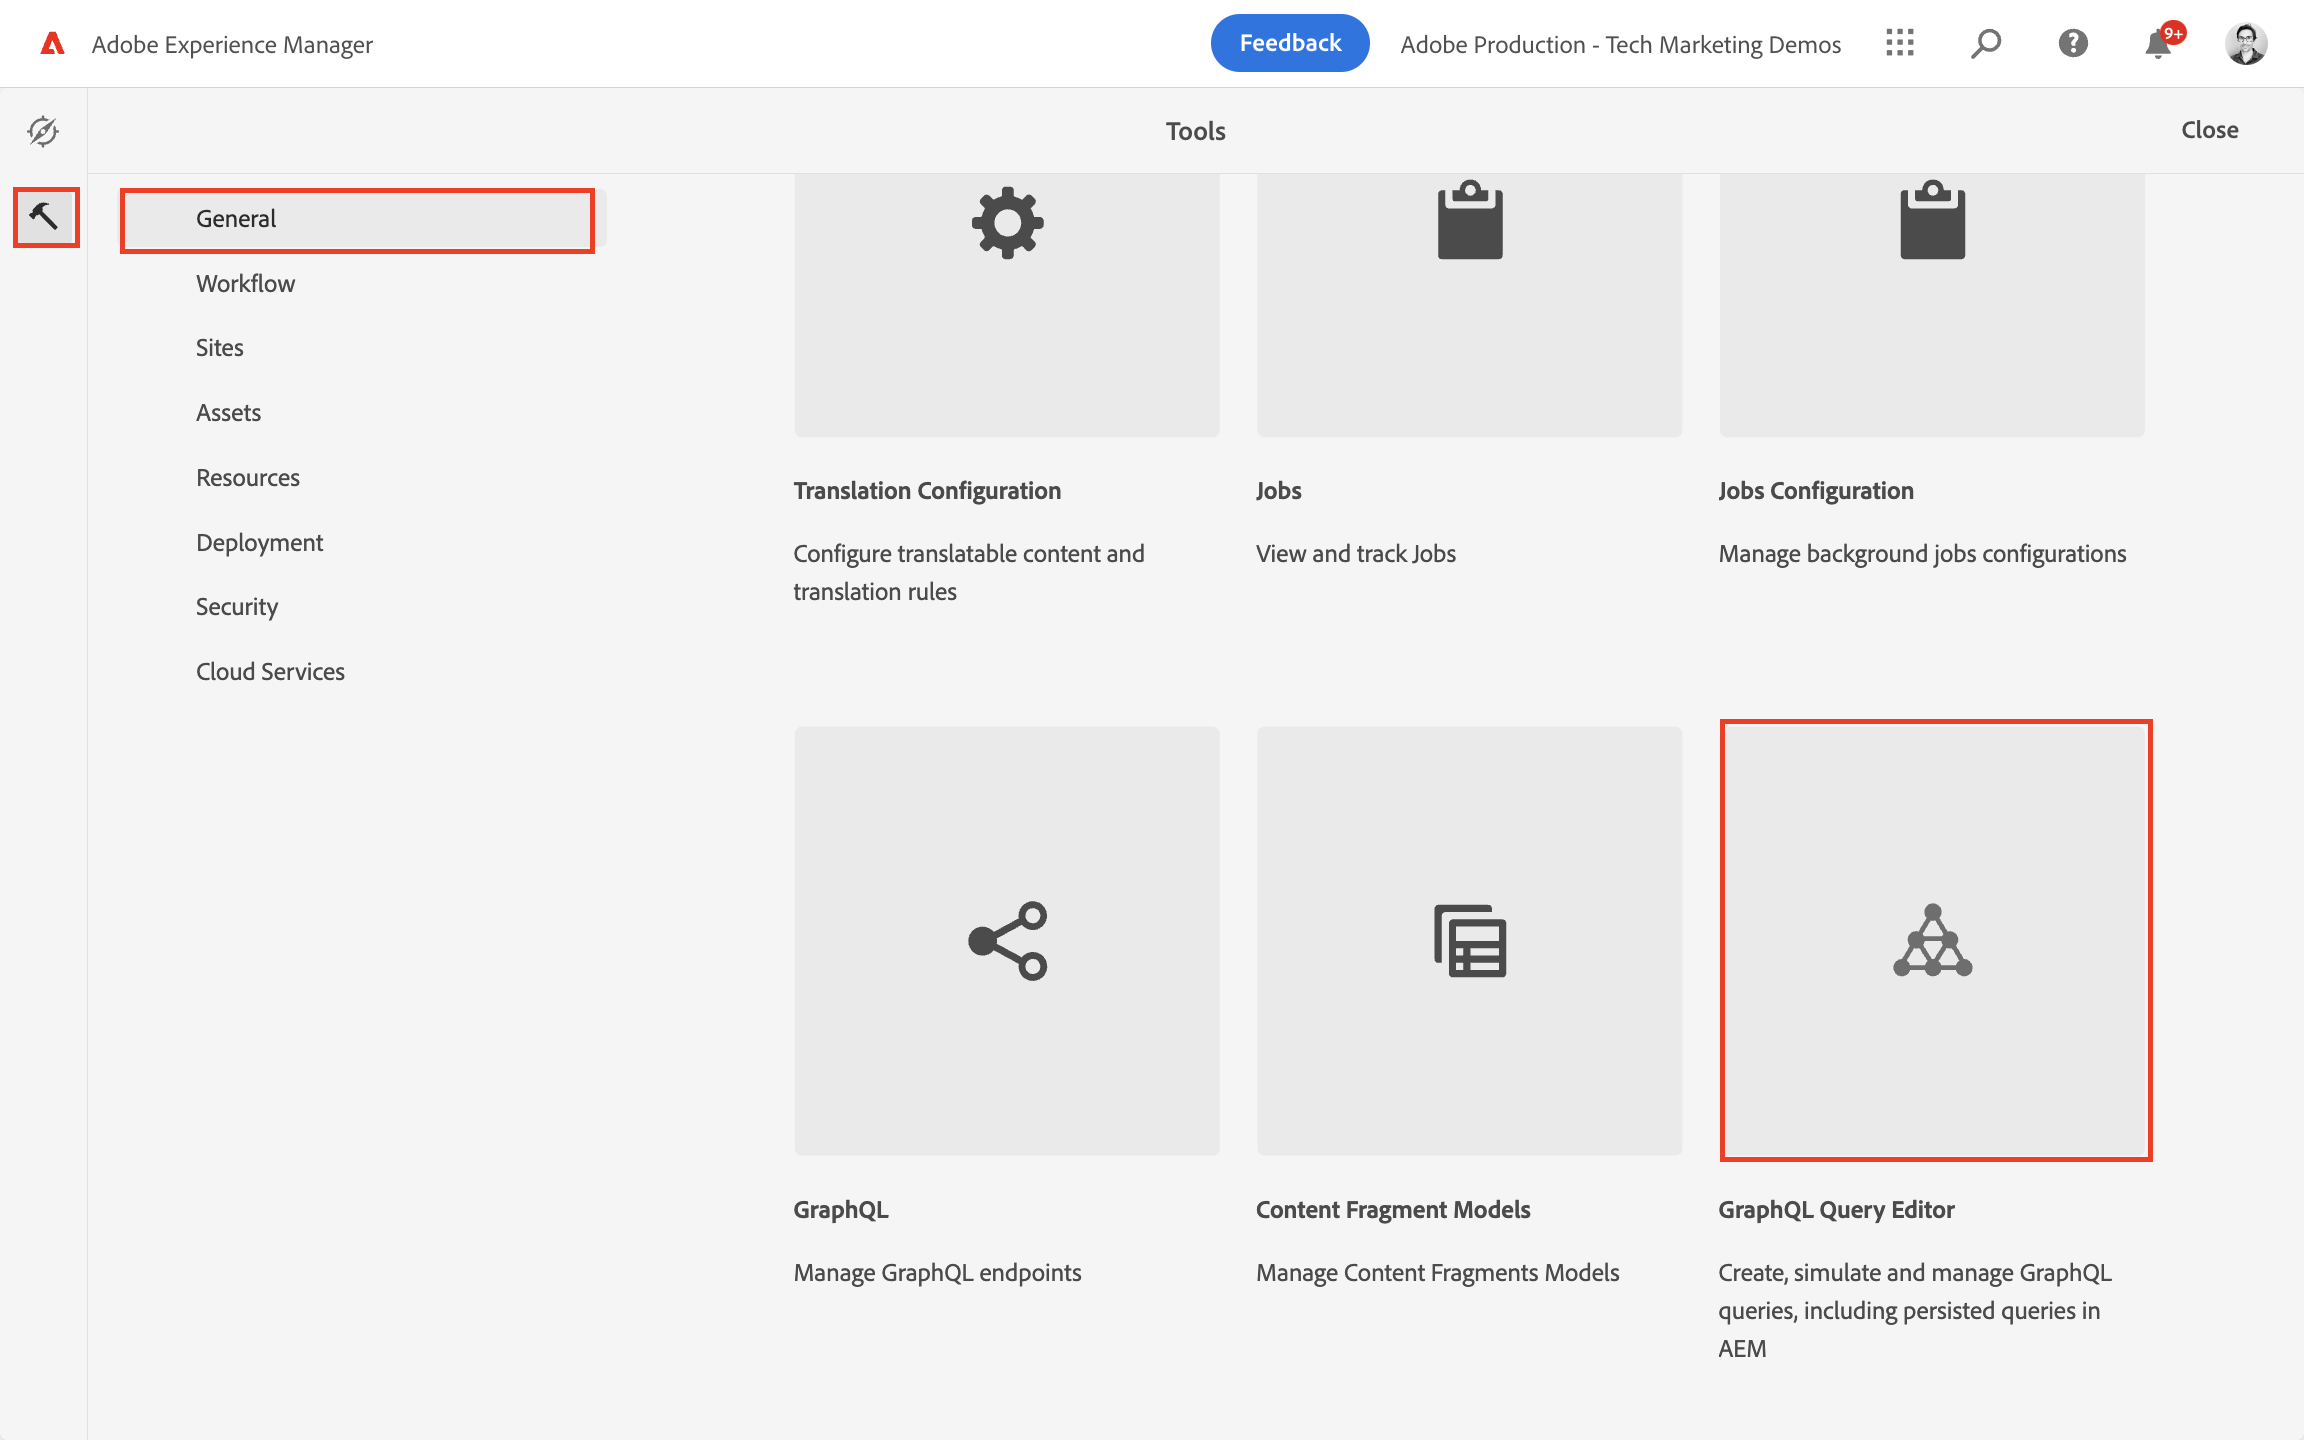 Adobe Experience Manager
Feedback
Adobe Production - Tech Marketing Demos
9+
Tools
Close
General
Workflow
Sites
Assets
Resources
Deployment
Security
Cloud Services
Translation Configuration
Configure translatable content and
translation rules
Jobs
View and track Jobs
Jobs Configuration
Manage background jobs configurations
GraphQL
Manage GraphQL endpoints
Content Fragment Models
Manage Content Fragments Models
GraphQL Query Editor
Create, simulate and manage GraphQL
queries, including persisted queries in
AEM